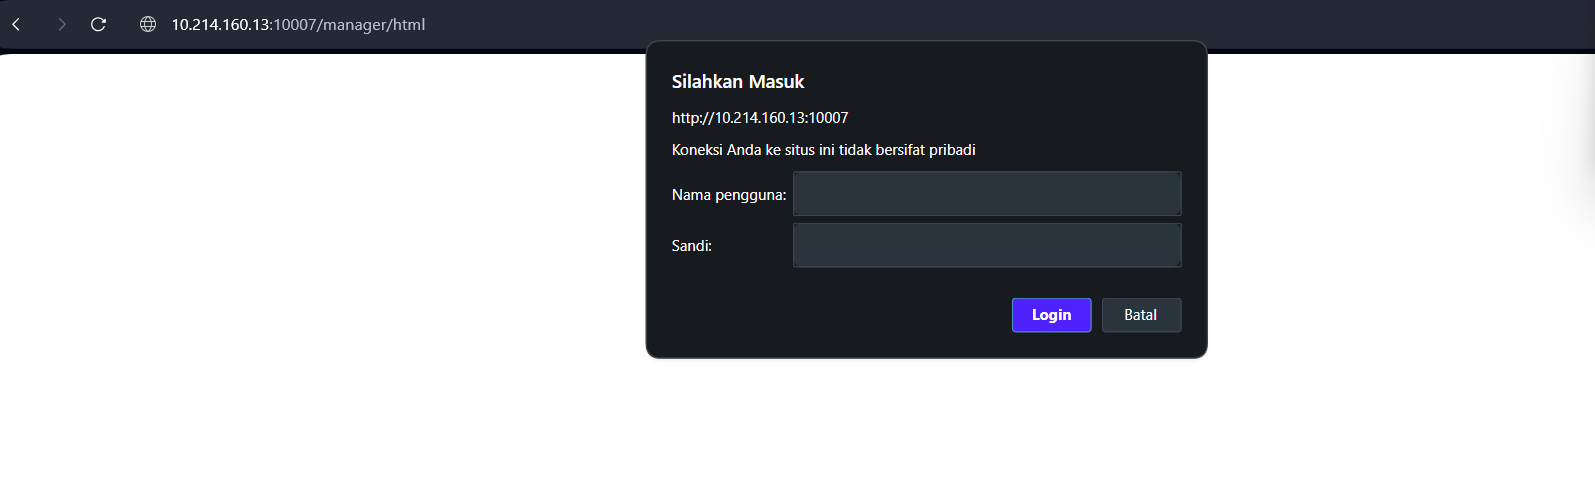 10.214.160.13:10007/manager/html
Silahkan Masuk
http://10.214.160.13:10007
Koneksi Anda ke situs ini tidak bersifat pribadi
Nama pengguna:
Sandi:
Login Batal